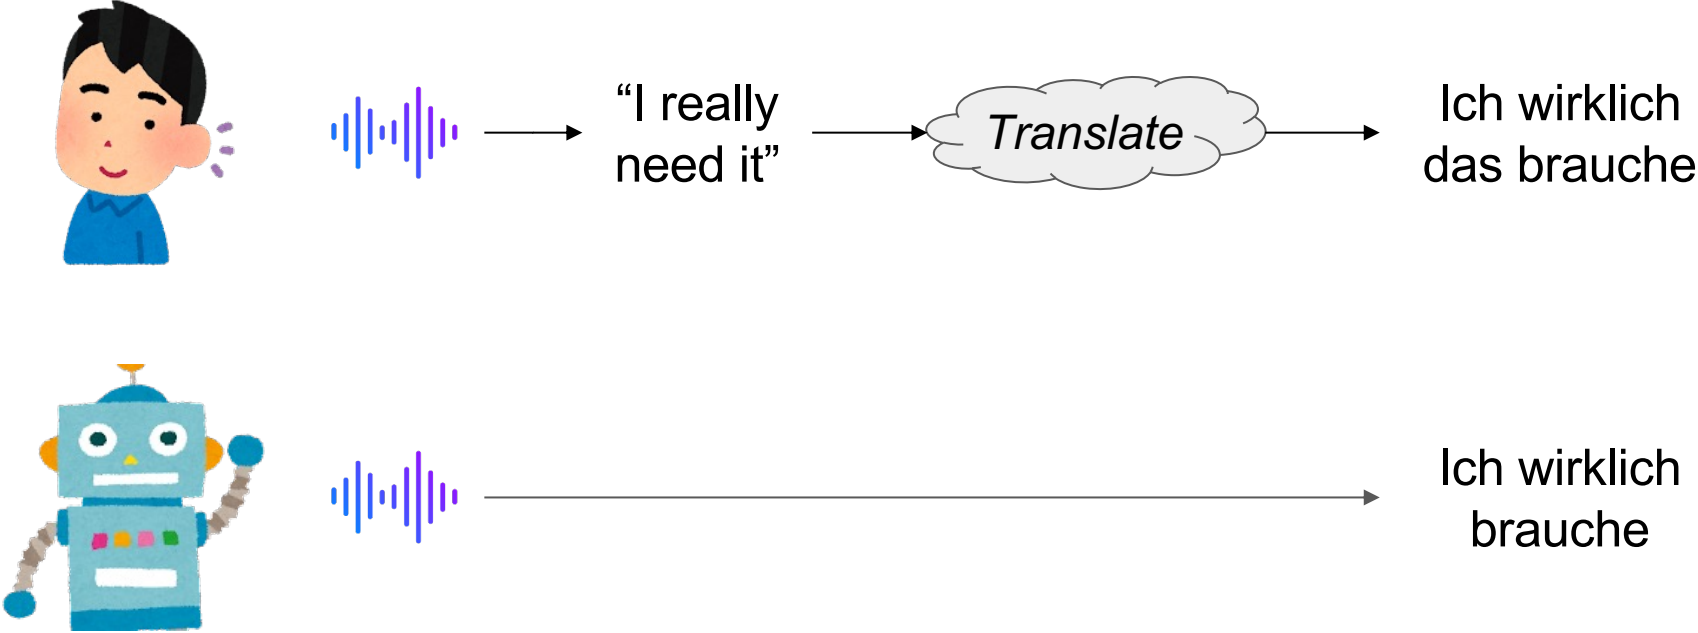 “I really
need it”
Translate
Ich wirklich
das brauche
Ich wirklich
brauche